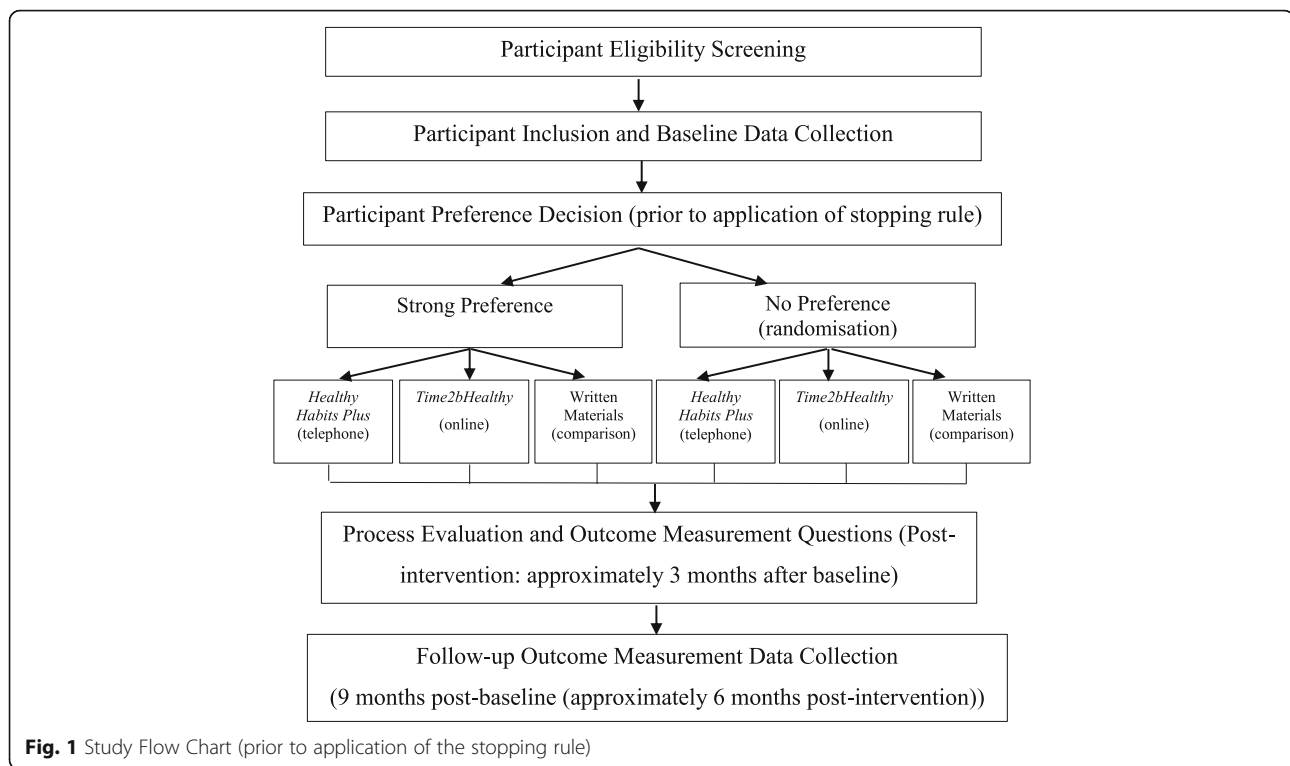 Participant Eligibility Screening
Participant Inclusion and Baseline Data Collection
Participant Preference Decision (prior to application of stopping rule)
Strong Preference
No Preference
(randomisation)
Healthy
Habits Plus
(telephone)
Time2bHealthy
(online)
Written
Materials
(comparison)
Healthy
Habits Plus
(telephone)
Time2bHealthy
(online)
Written
Materials
(comparison)
Process Evaluation and Outcome Measurement Questions (Post-
intervention: approximately 3 months after baseline)
Follow-up Outcome Measurement Data Collection
(9 months post-baseline (approximately 6 months post-intervention))
Fig. 1 Study Flow Chart (prior to application of the stopping rule)